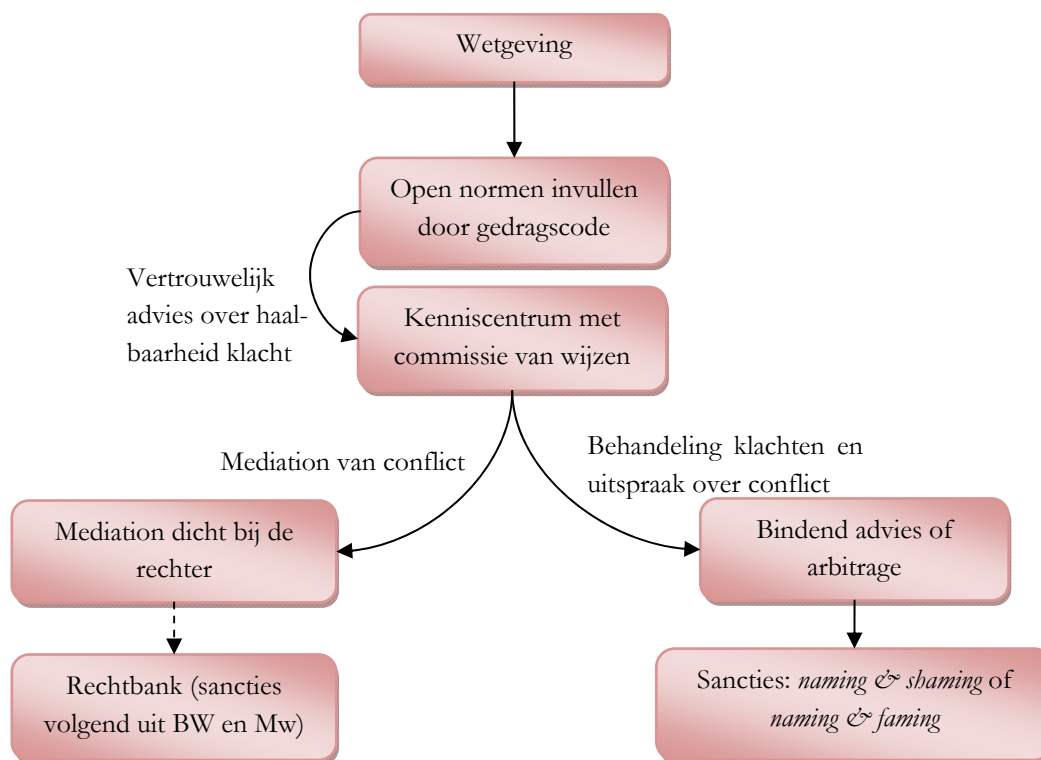 Wetgeving
Open normen invullen
door gedragscode
Vertrouwelijk
advies over haal-
baarheid klacht
Kenniscentrum met
commissie van wijzen
Mediation van conflict
Behandeling klachten en
uitspraak over conflict
Mediation dicht bij de
rechter
Bindend advies of
arbitrage
Rechtbank (sancties
volgend uit BW en Mw)
Sancties: naming & shaming of
naming & faming